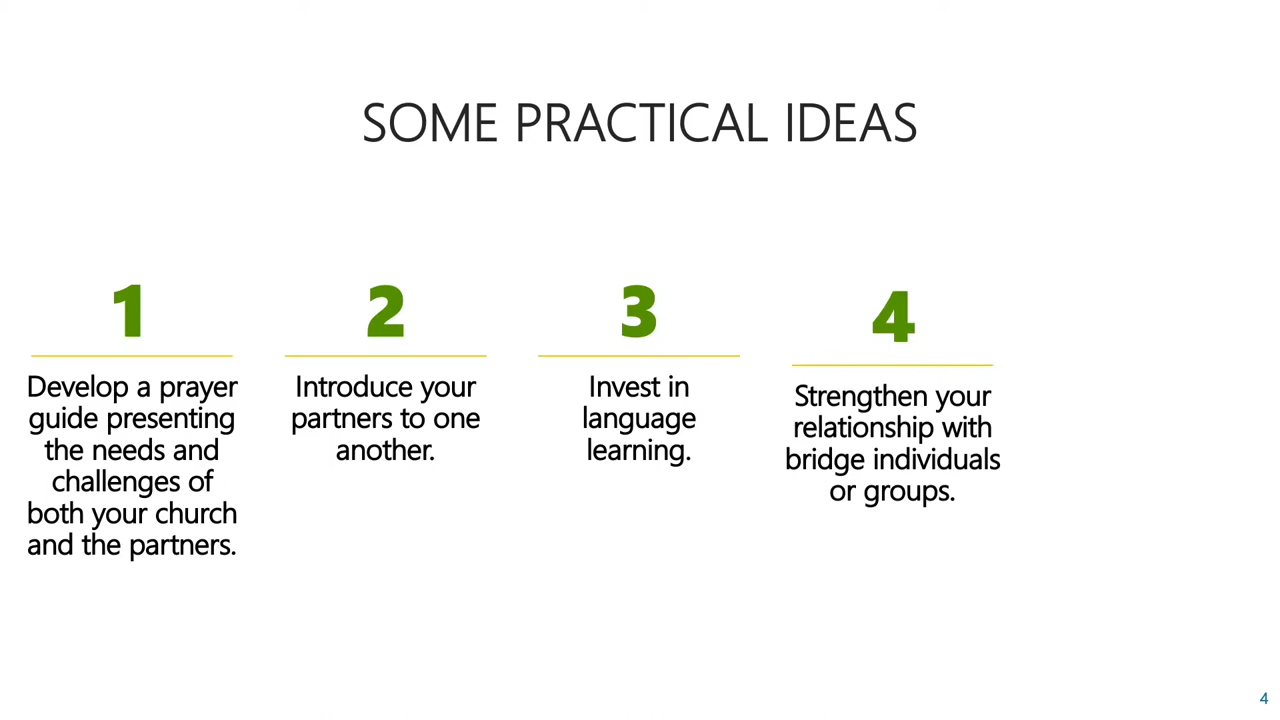 SOME PRACTICAL IDEAS
1
Develop a prayer
guide presenting
the needs and
challenges of
both your church
and the partners.
2
Introduce your
partners to one
another.
3
Invest in
language
learning.
4
Strengthen your
relationship with
bridge individuals
or groups.
4